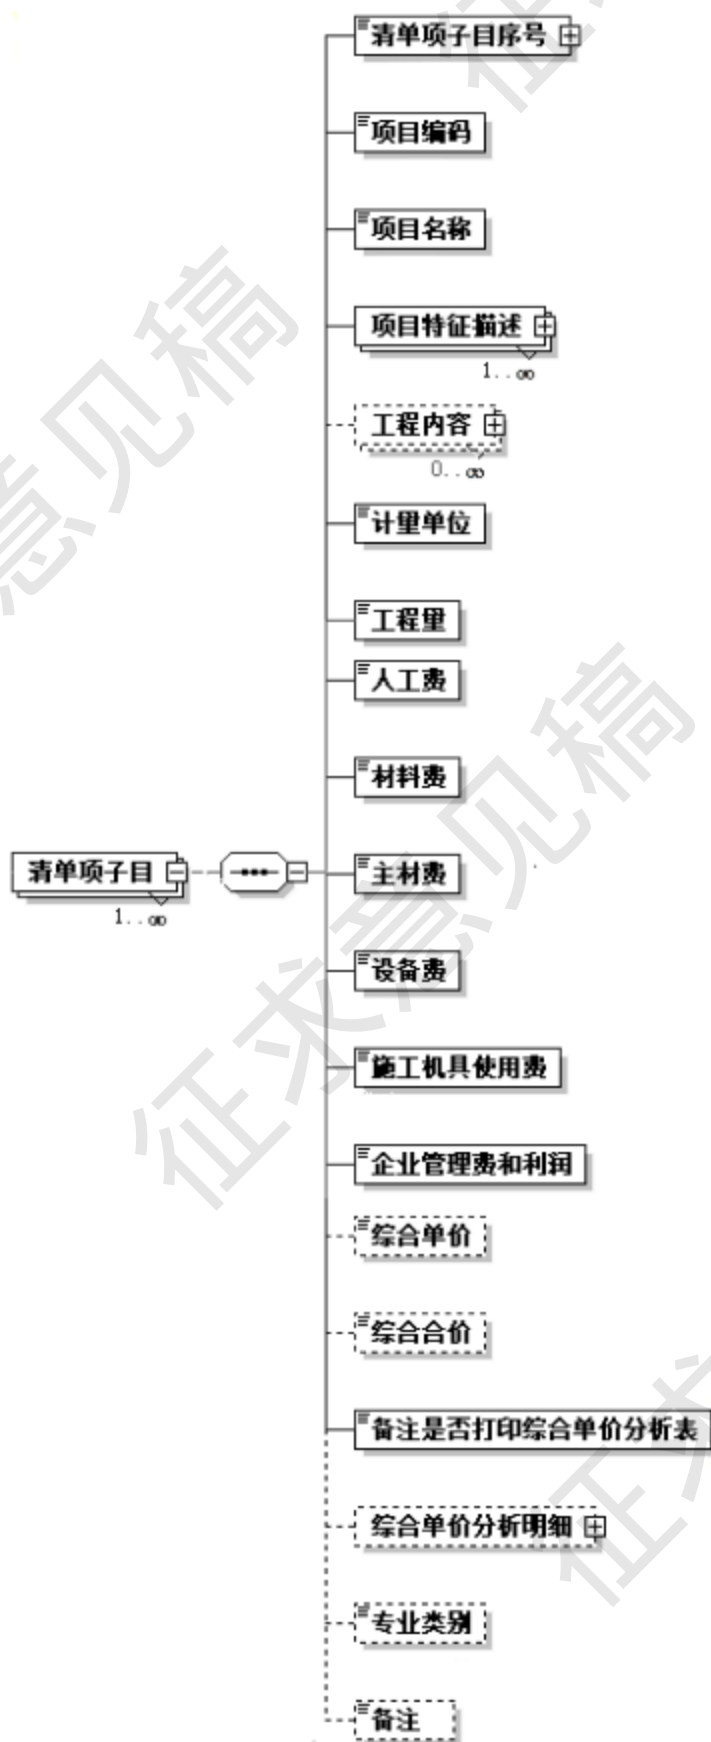 清单项子目序号
项目编码
项目名称
项目特征描述
1..∞
工程内容
0..∞
计量单位
工程量
人工费
材料费
清单项子目
1..∞
主材费
设备费
施工机具使用费
企业管理费和利润
综合单价
综合合价
备注是否打印综合单价分析表
综合单价分析明细
专业类别
备注
征求意见稿
意见稿
征
征求